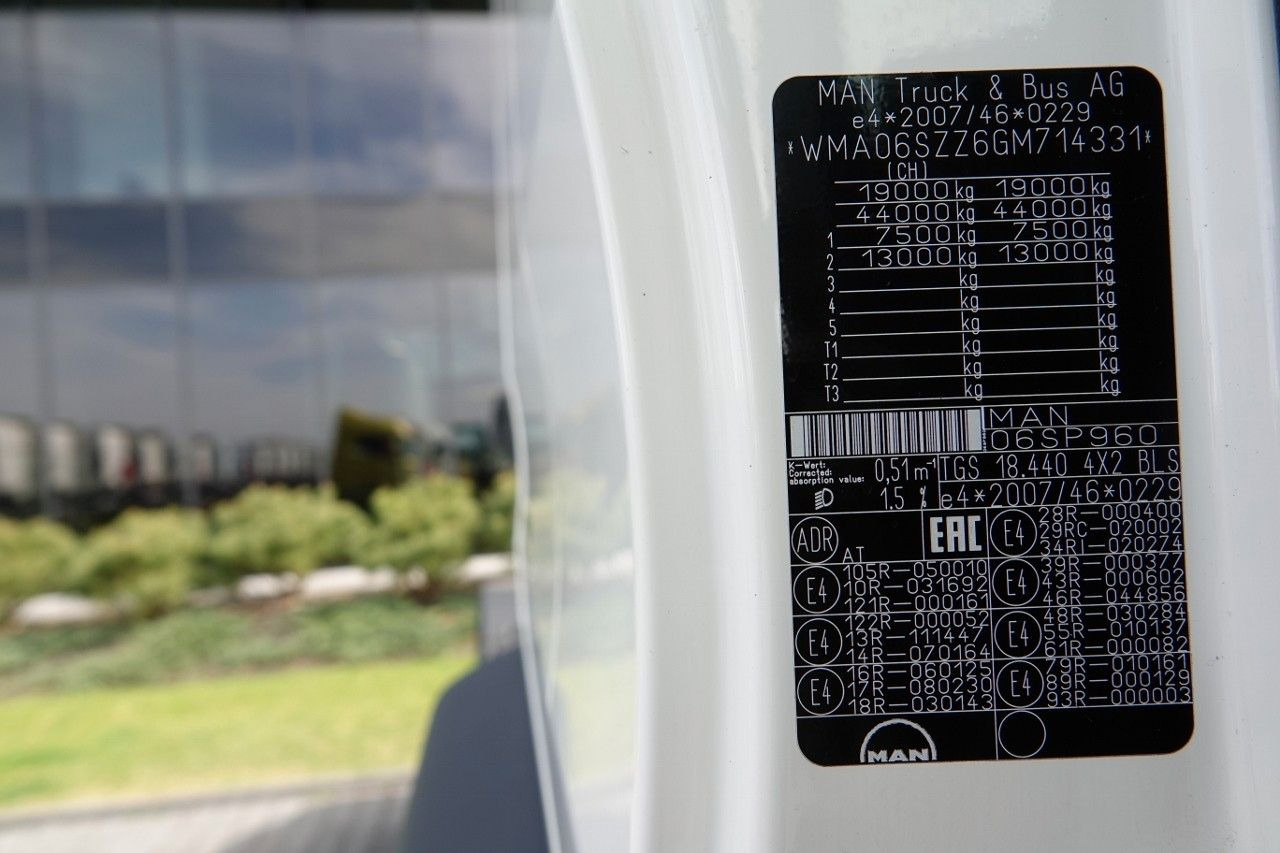 MAN Truck & Bus AG
e4*2007/46*0229
*WMA06SZZ6GM714331*
(CH)
19000 kg 19000 kg
44000 kg 44000 kg
1 7500 kg 7500 kg
2 13000 kg 13000 kg
3 kg kg
4 kg kg
5 kg kg
T1 kg kg
T2 kg kg
T3 kg kg
MAN
06SP960
K-Wert:
Corrected:
absorption value: 0,51 m-1
TGS 18.440 4X2 BLS
1.5 %
e4*2007/46*0229
ADR
AT
EAC
E4
28R-000400
29RC-020002
34RI-020274
E4
105R-050010
10R-031692
121R-000161
E4
39R-000377
43R-000602
46R-044856
E4
122R-000052
13R-111447
14R-070164
E4
48R-030284
55R-010137
61R-000082
E4
16R-060125
17R-080230
18R-030143
E4
79R-010161
89R-000129
93R-000003
MAN